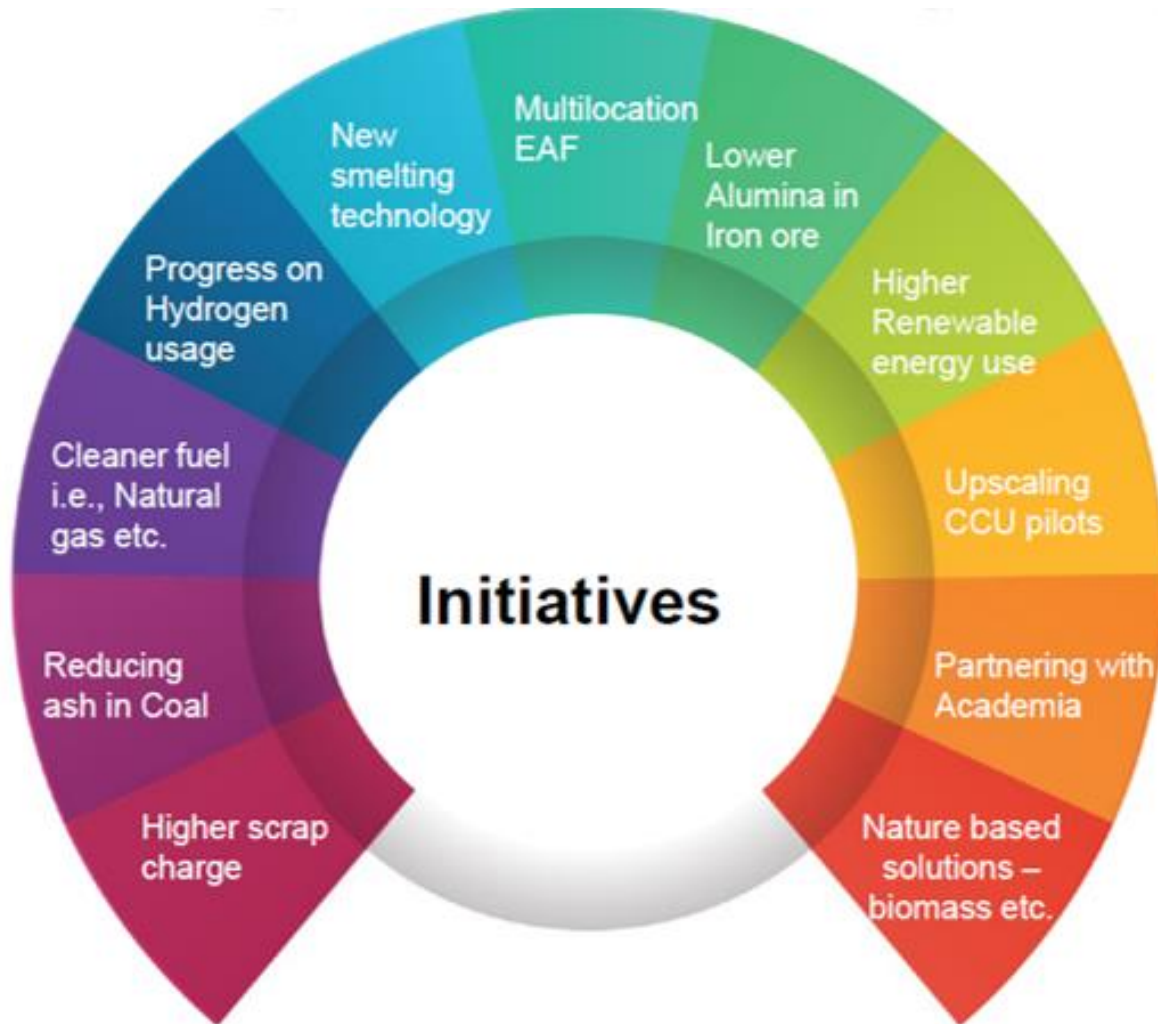 Multilocation
EAF
New
smelting
technology
Lower
Alumina in
Iron ore
Progress on
Hydrogen
usage
Higher
Renewable
energy use
Cleaner fuel
i.e., Natural
gas etc.
Upscaling
CCU pilots
Initiatives
Reducing
ash in Coal
Partnering with
Academia
Higher scrap
charge
Nature based
solutions –
biomass etc.